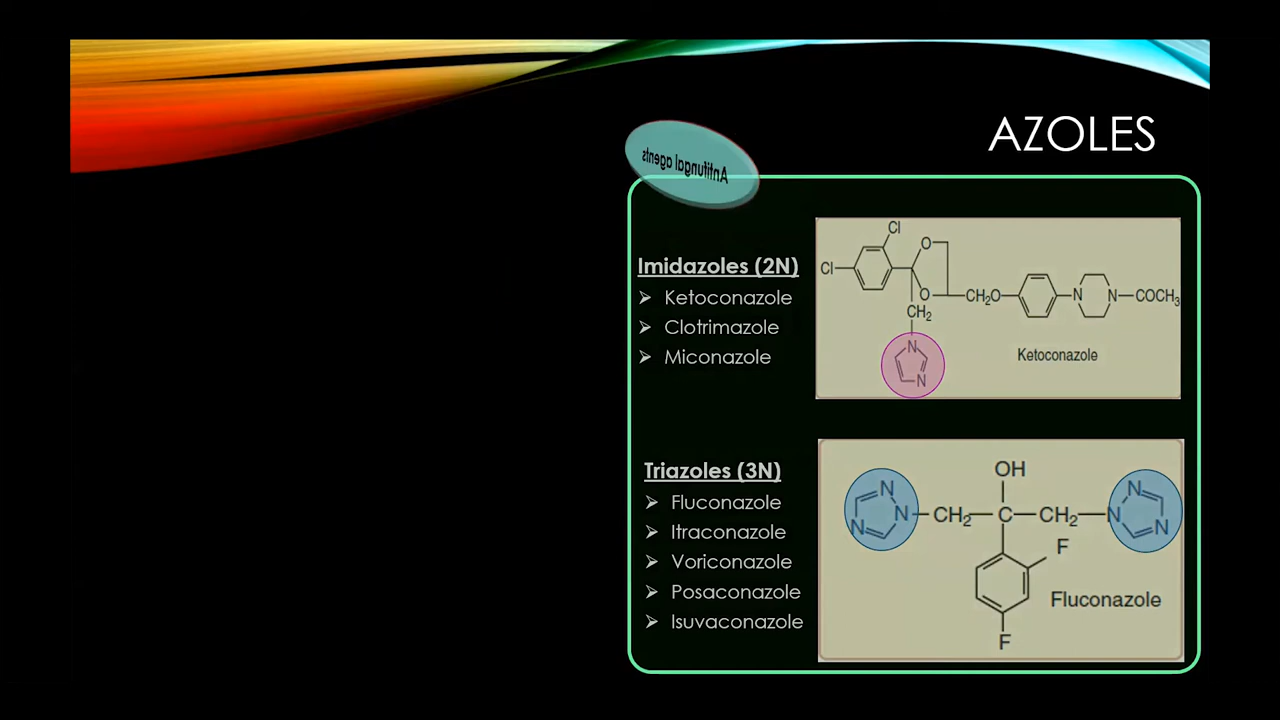 AZOLES
Antifungal agents
Imidazoles (2N)
➢ Ketoconazole
➢ Clotrimazole
➢ Miconazole
Cl
Cl
O
O
CH₂O
N
N
COCH₃
CH₂
N
N
Ketoconazole
Triazoles (3N)
➢ Fluconazole
➢ Itraconazole
➢ Voriconazole
➢ Posaconazole
➢ Isuvaconazole
OH
N
N
N
CH₂
C
CH₂
N
N
N
F
F
Fluconazole